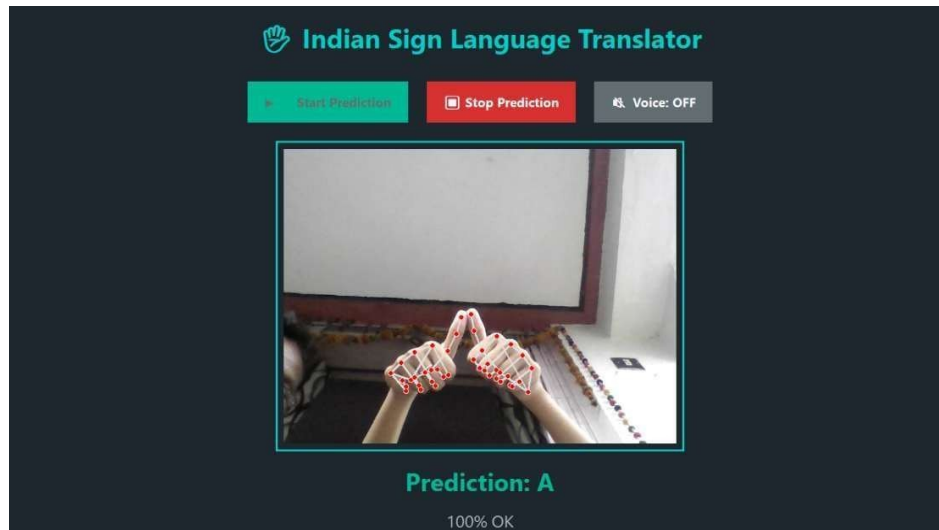 Indian Sign Language Translator
Start Prediction
Stop Prediction
Voice: OFF
Prediction: A
100% OK